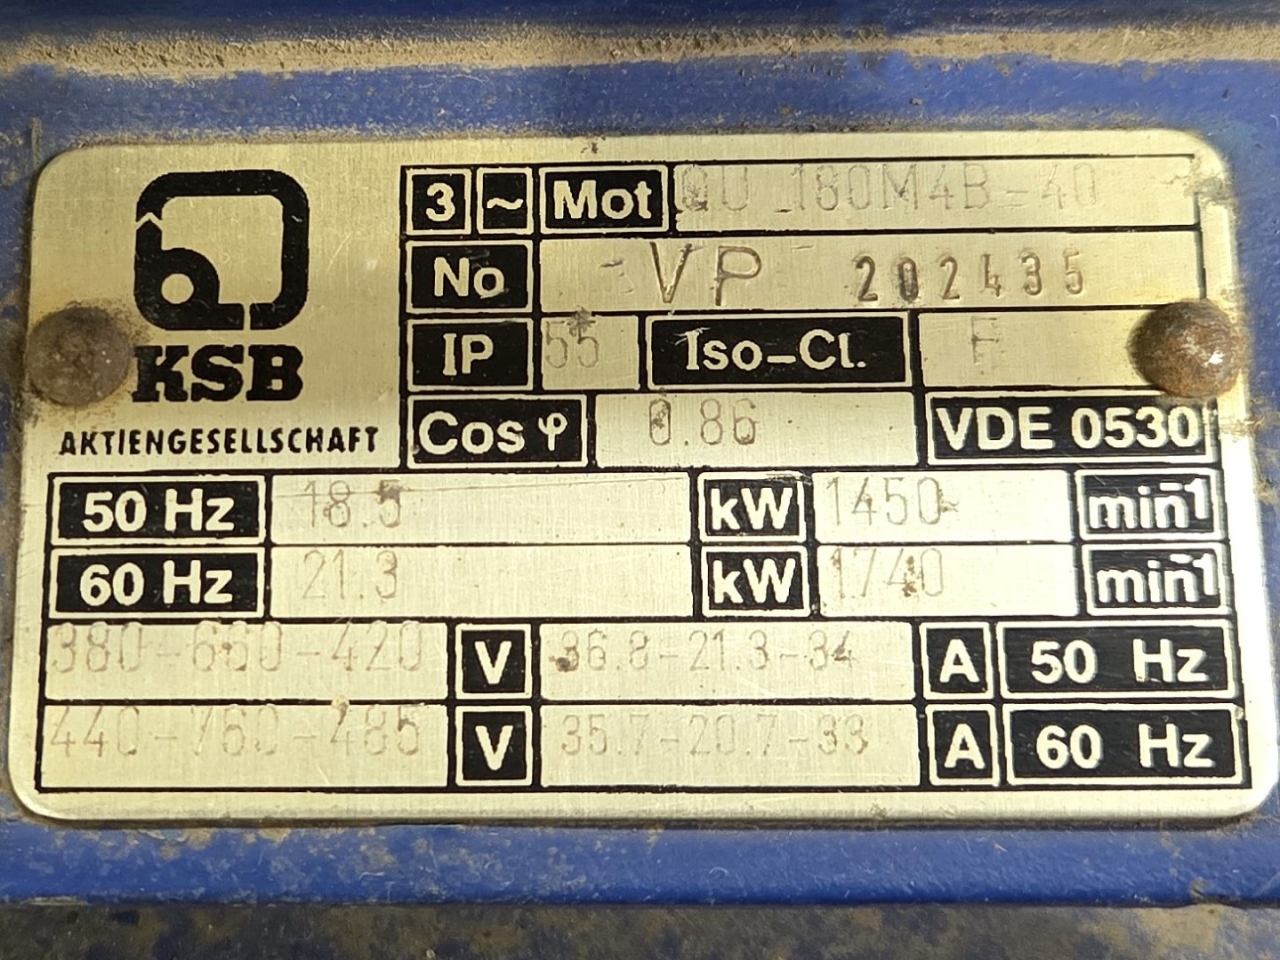 KSB
AKTIENGESELLSCHAFT
3 ~ Mot QU 180M4B-40
No VP 202435
IP 55 Iso-Cl. F
Cos φ 0.86 VDE 0530
50 Hz 18.5 kW 1450 min-1
60 Hz 21.3 kW 1740 min-1
380-660-420 V 36.8-21.3-34 A 50 Hz
440-760-485 V 35.7-20.7-33 A 60 Hz